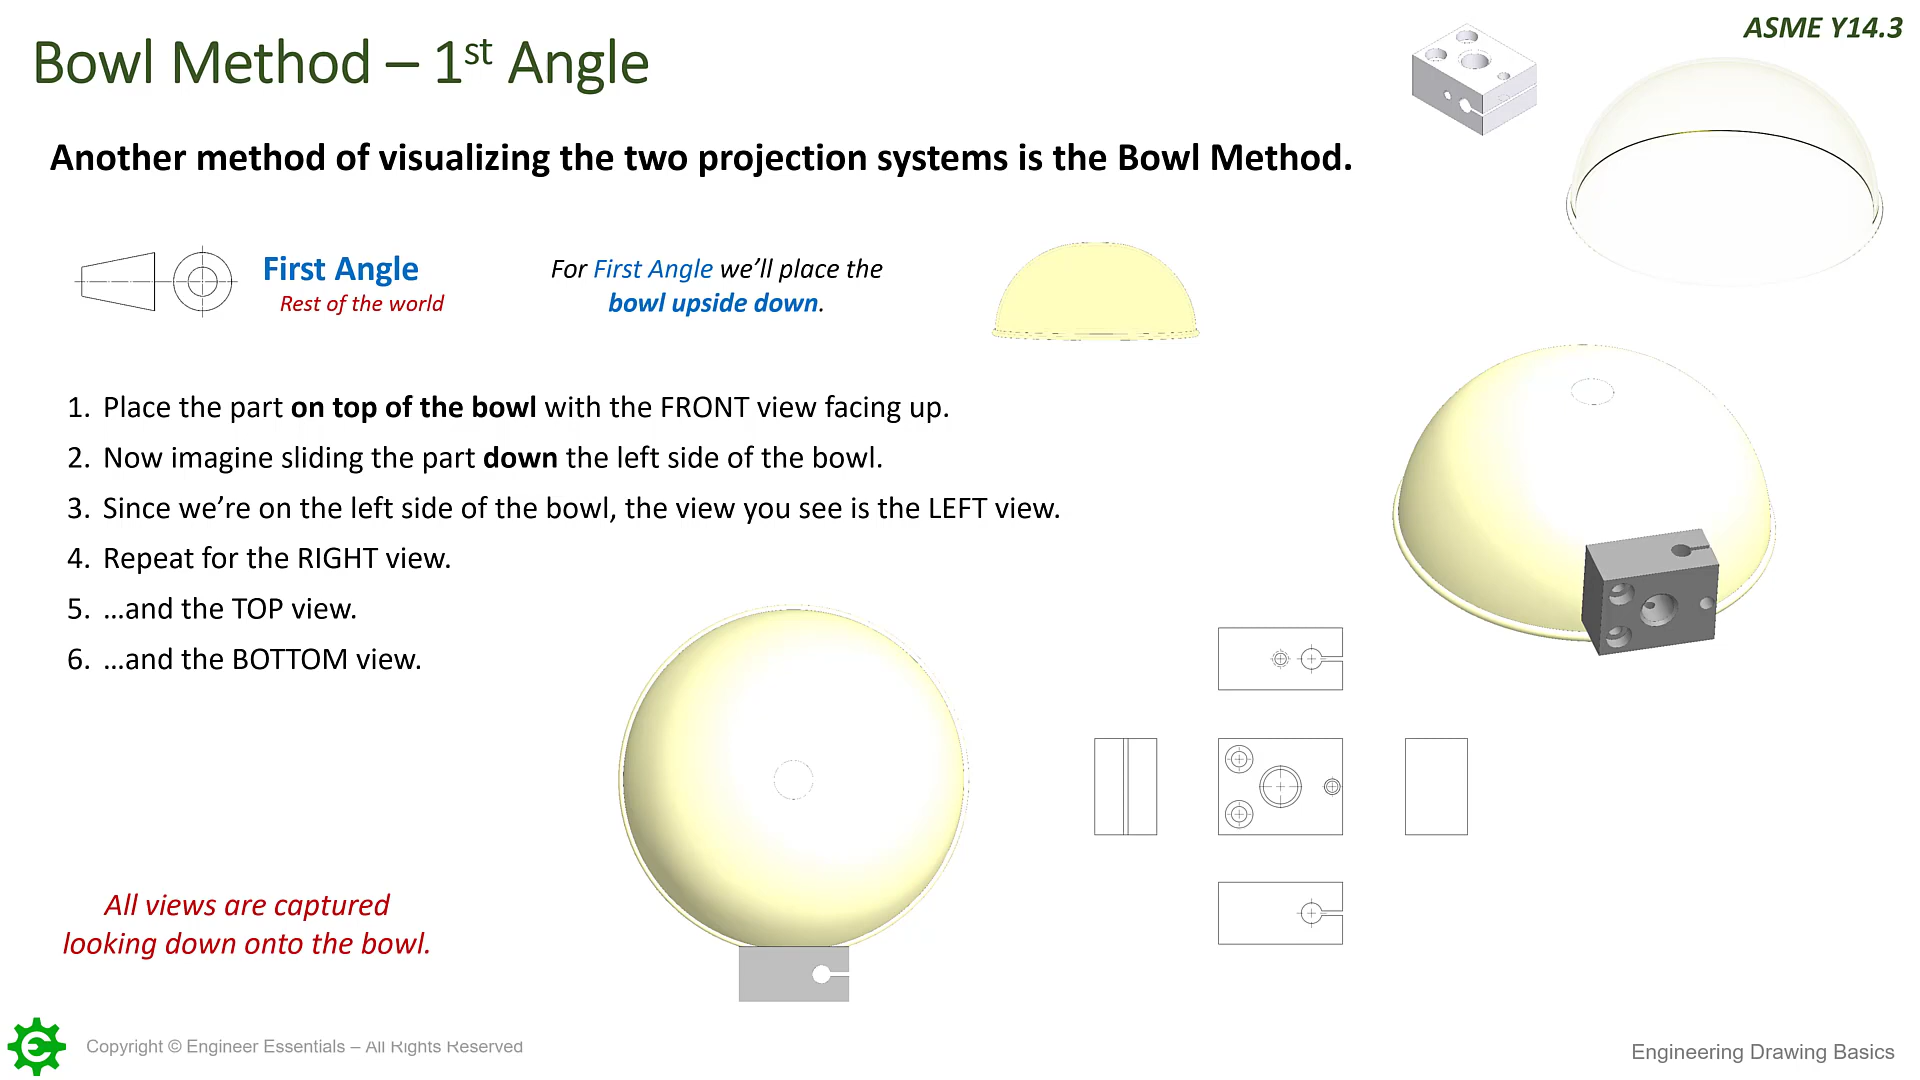 ASME Y14.3
Bowl Method – 1st Angle
Another method of visualizing the two projection systems is the Bowl Method.
First Angle
Rest of the world
For First Angle we’ll place the
bowl upside down.
1. Place the part on top of the bowl with the FRONT view facing up.
2. Now imagine sliding the part down the left side of the bowl.
3. Since we’re on the left side of the bowl, the view you see is the LEFT view.
4. Repeat for the RIGHT view.
5. …and the TOP view.
6. …and the BOTTOM view.
All views are captured
looking down onto the bowl.
Copyright © Engineer Essentials – All Rights Reserved
Engineering Drawing Basics